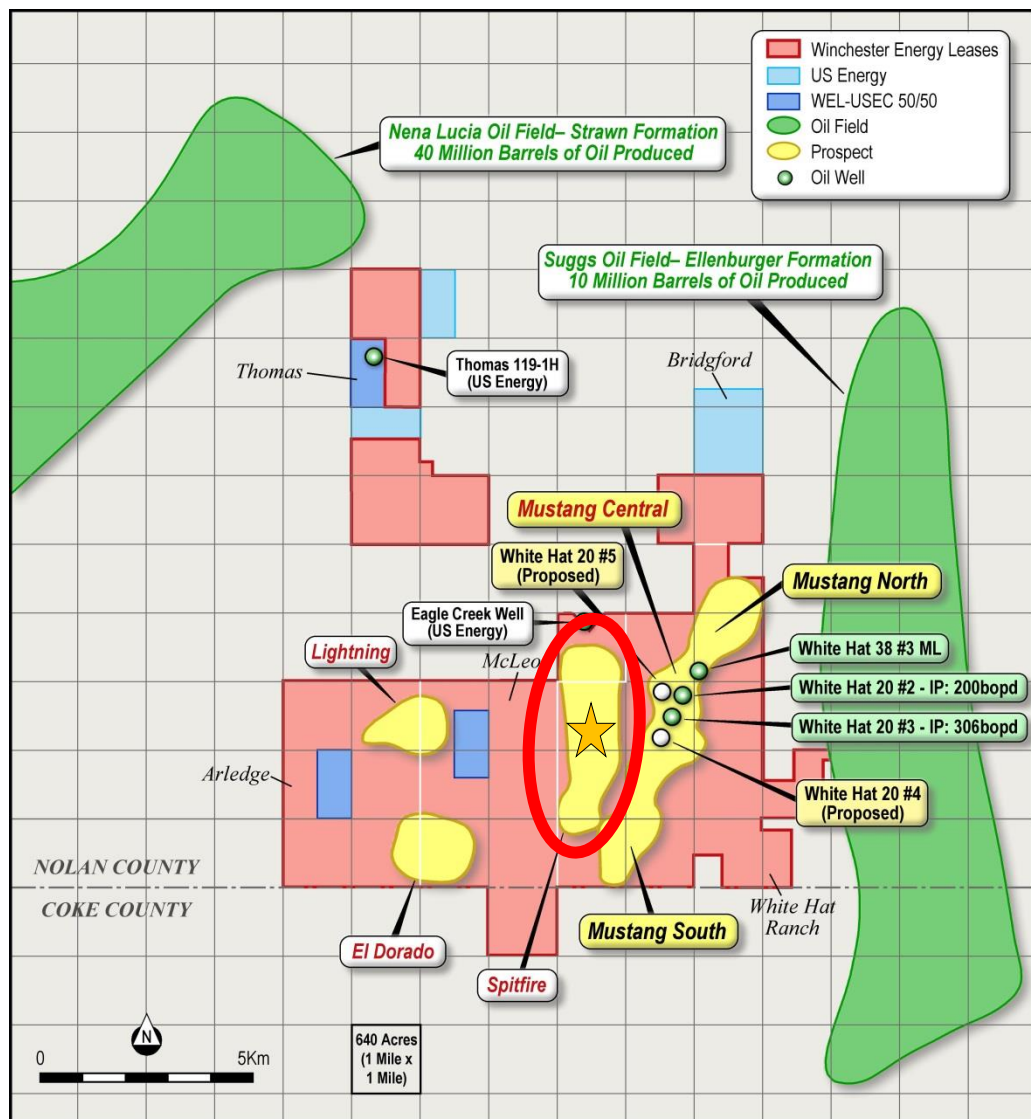 Winchester Energy Leases
US Energy
WEL-USEC 50/50
Oil Field
Prospect
Oil Well
Nena Lucia Oil Field– Strawn Formation
40 Million Barrels of Oil Produced
Suggs Oil Field– Ellenburger Formation
10 Million Barrels of Oil Produced
Thomas
Thomas 119-1H
(US Energy)
Bridgford
Mustang Central
White Hat 20 #5
(Proposed)
Mustang North
Eagle Creek Well
(US Energy)
Lightning
McLeo
White Hat 38 #3 ML
White Hat 20 #2 - IP: 200bopd
White Hat 20 #3 - IP: 306bopd
Arledge
White Hat 20 #4
(Proposed)
NOLAN COUNTY
COKE COUNTY
White Hat
Ranch
Mustang South
El Dorado
Spitfire
N
0 5Km
640 Acres
(1 Mile x
1 Mile)